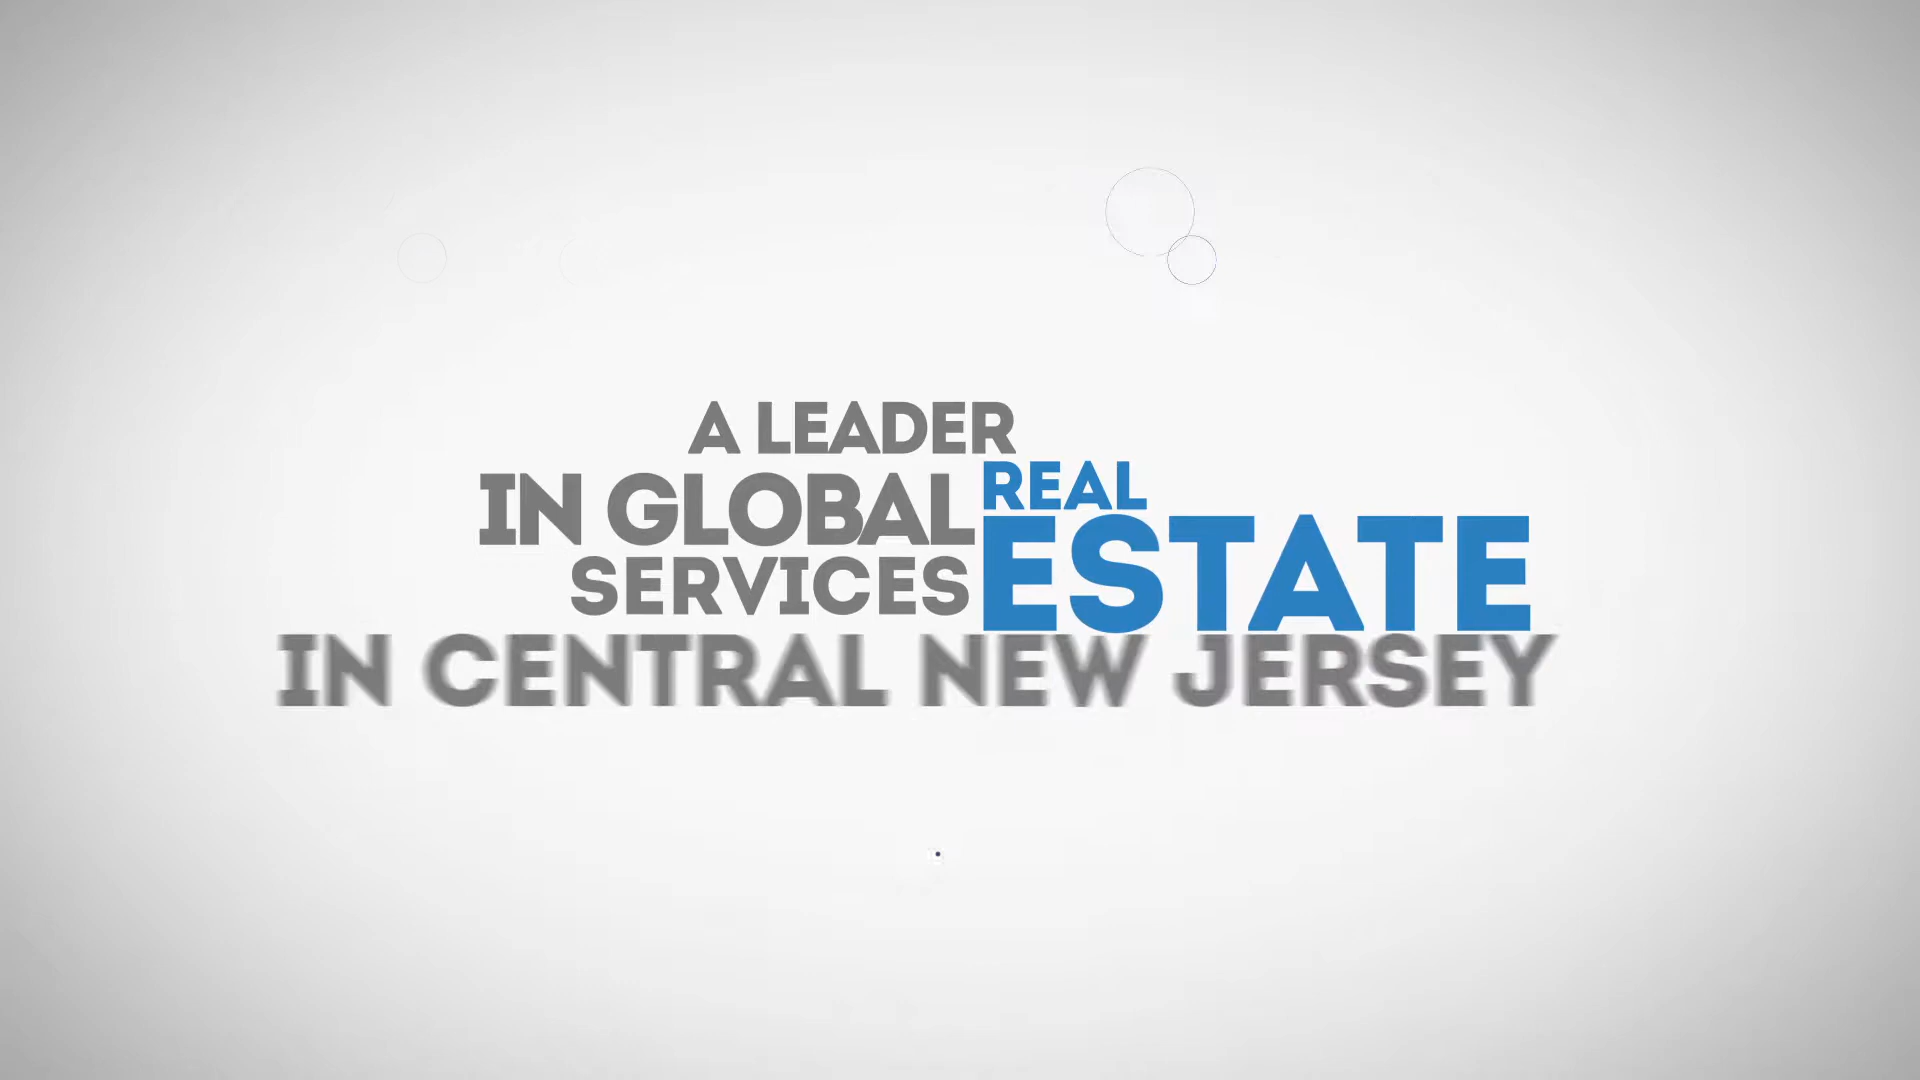 A LEADER
IN GLOBAL
REAL
ESTATE
SERVICES
IN CENTRAL NEW JERSEY